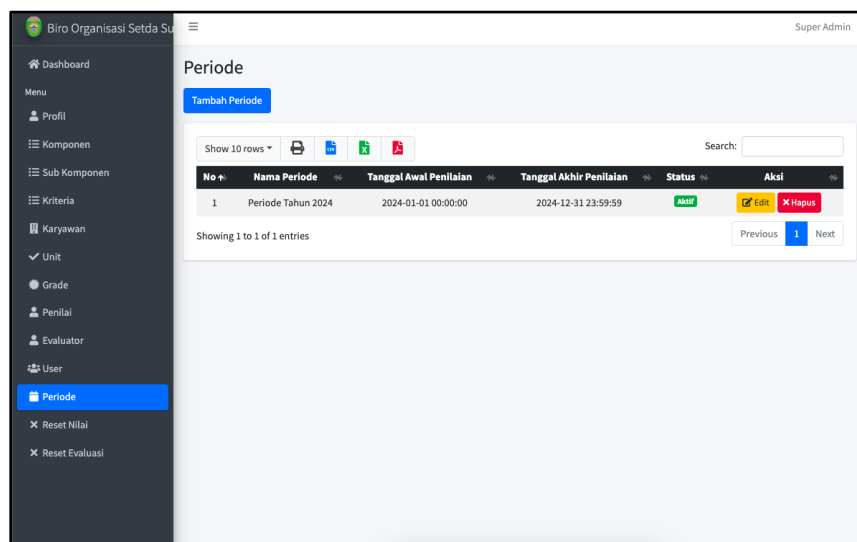 Biro Organisasi Setda Su
Super Admin
Dashboard
Menu
Profil
Komponen
Sub Komponen
Kriteria
Karyawan
Unit
Grade
Penilai
Evaluator
User
Periode
Reset Nilai
Reset Evaluasi
Periode
Tambah Periode
Show 10 rows
CSV
Search:
No Nama Periode Tanggal Awal Penilaian Tanggal Akhir Penilaian Status Aksi
1 Periode Tahun 2024 2024-01-01 00:00:00 2024-12-31 23:59:59 Aktif Edit Hapus
Showing 1 to 1 of 1 entries
Previous 1 Next